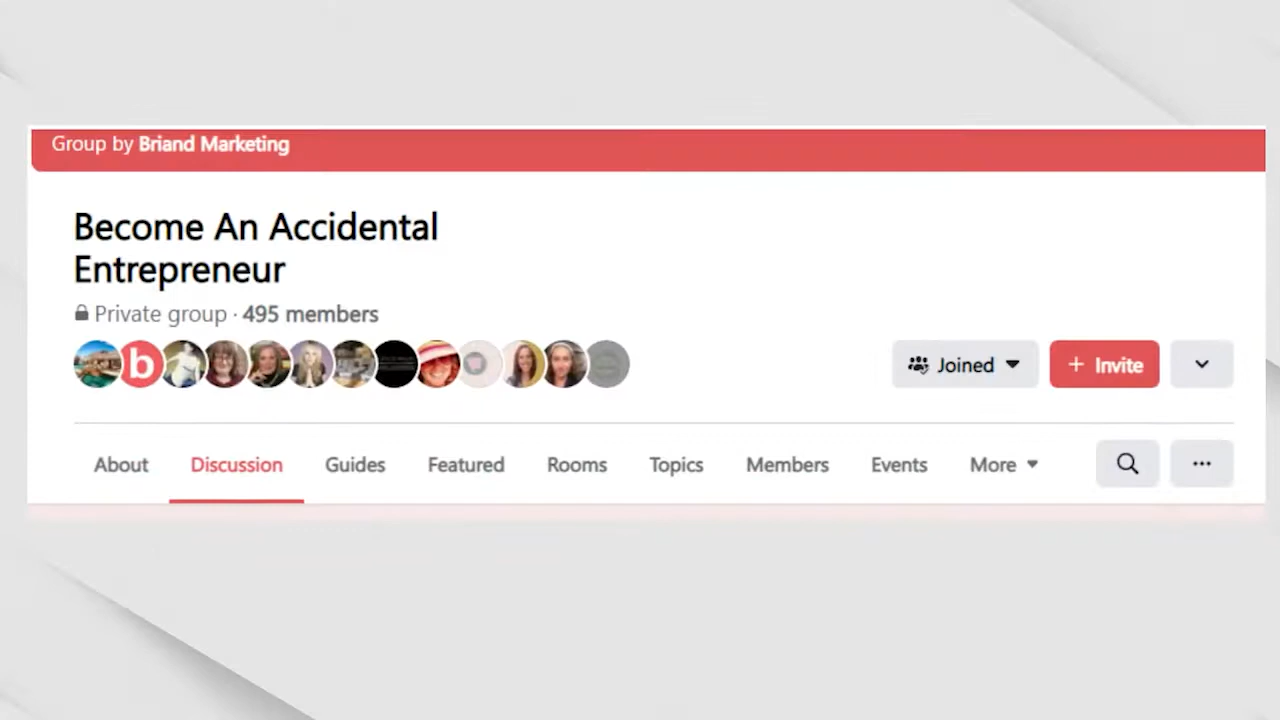 Group by Briand Marketing
Become An Accidental
Entrepreneur
Private group · 495 members
b
Joined
+ Invite
About Discussion Guides Featured Rooms Topics Members Events More